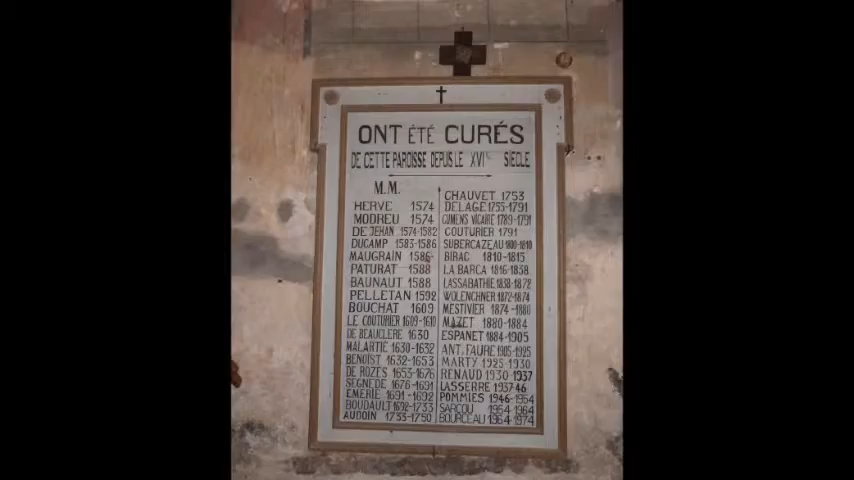 ONT ÉTÉ CURÉS
DE CETTE PAROISSE DEPUIS LE XVIᵉ SIÈCLE
M.M.
HERVE 1574
MODREU 1574
DE JEHAN 1574-1582
DUCAMP 1583-1586
MAUGRAIN 1586
PATURAT 1588
BAUNAUT 1588
PELLETAN 1592
BOUCHAT 1609
LE COUTURIER 1609-1610
DE BEAUCLERE 1630
MALARTIE 1630-1632
BENOIST 1632-1653
DE ROZES 1653-1676
SEGNE DE 1676-1691
EMERIE 1691-1692
BOUDAULT 1692-1733
AUDOIN 1733-1750
CHAUVET 1753
DELAGE 1755-1791
CUMENS VICAIRE 1789-1791
COUTURIER 1791
SUBERCAZEAU 1800-1810
BIRAC 1810-1815
LA BARCA 1816-1838
LASSABATHIE 1838-1872
WOLENCHNER 1872-1874
MESTIVIER 1874-1880
MAZET 1880-1884
ESPANET 1884-1905
ANT. FAURE 1905-1925
MARTY 1925-1930
RENAUD 1930-1937
LASSERRE 1937-46
POMMIES 1946-1954
SARCOU 1954-1964
BOURCEAU 1964-1974